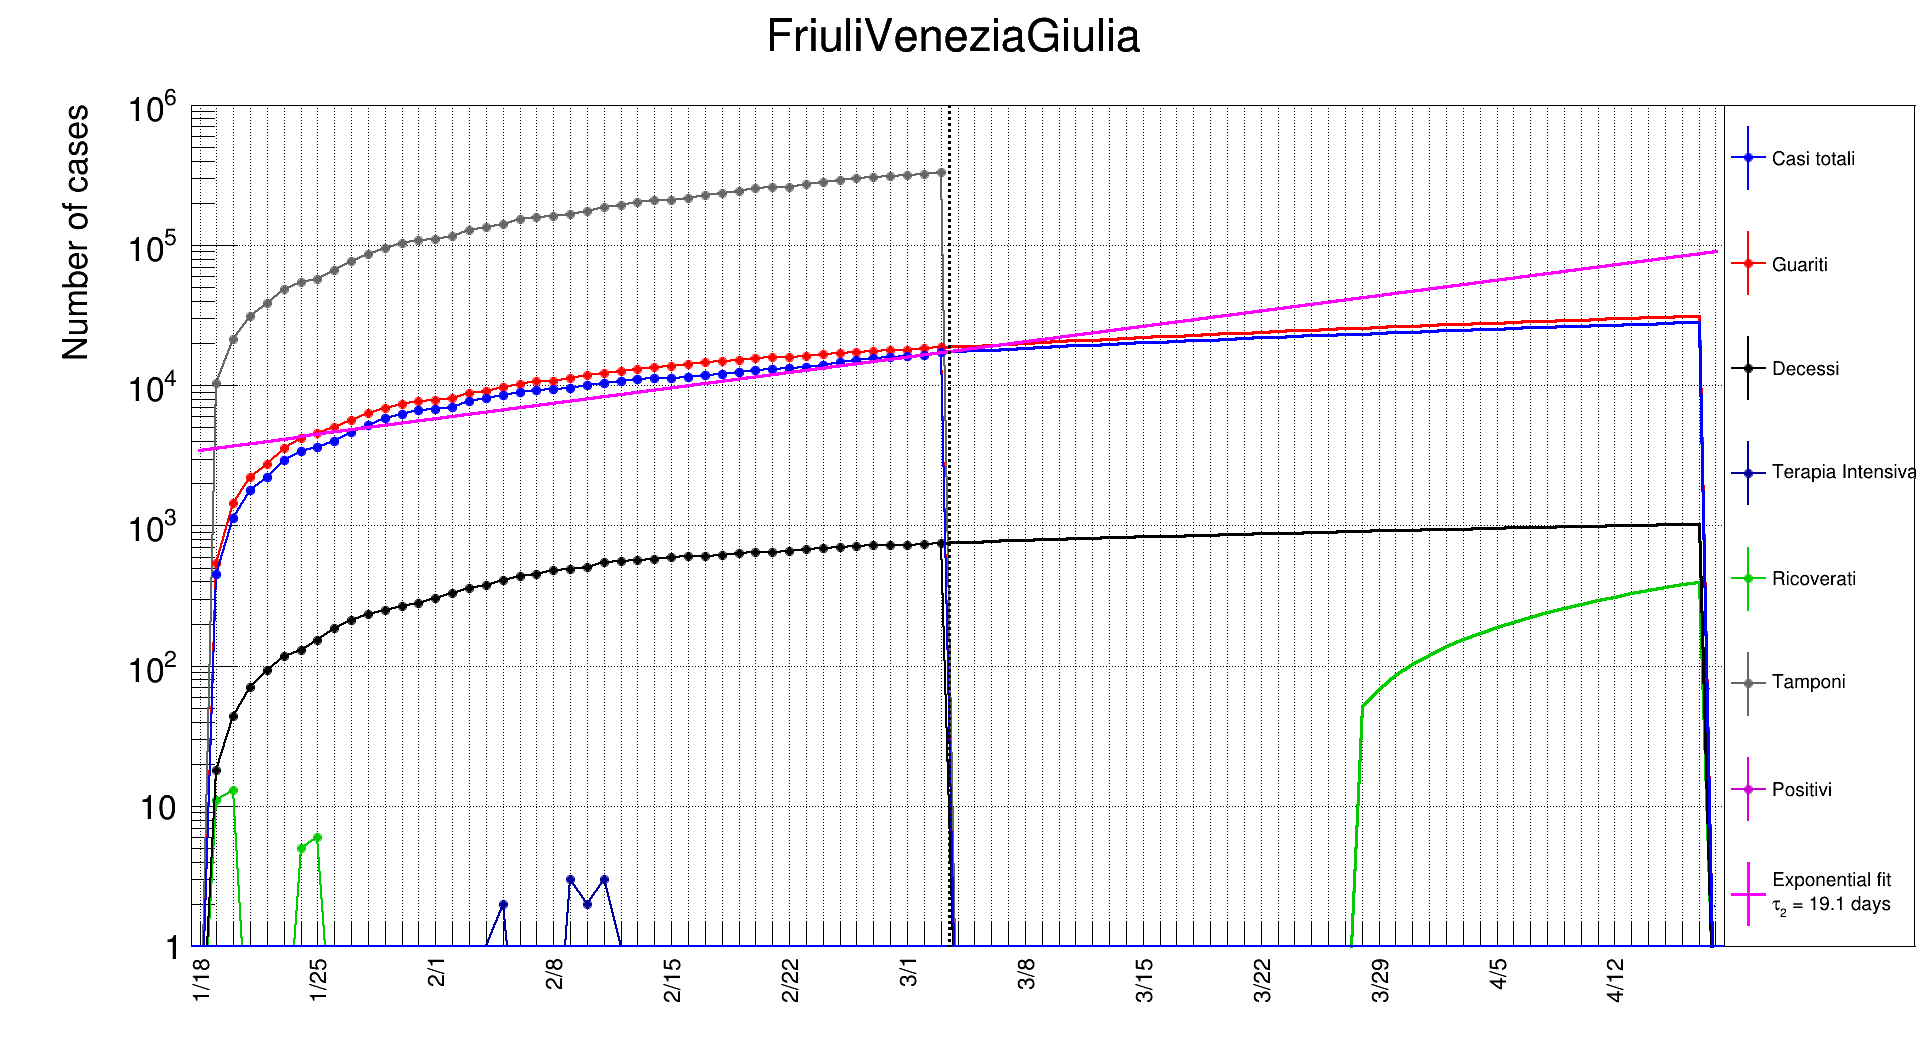 FriuliVeneziaGiulia
Number of cases
10^6
10^5
10^4
10^3
10^2
10
1
1/18
1/25
2/1
2/8
2/15
2/22
3/1
3/8
3/15
3/22
3/29
4/5
4/12
Casi totali
Guariti
Decessi
Terapia Intensiva
Ricoverati
Tamponi
Positivi
Exponential fit
τ₂ = 19.1 days